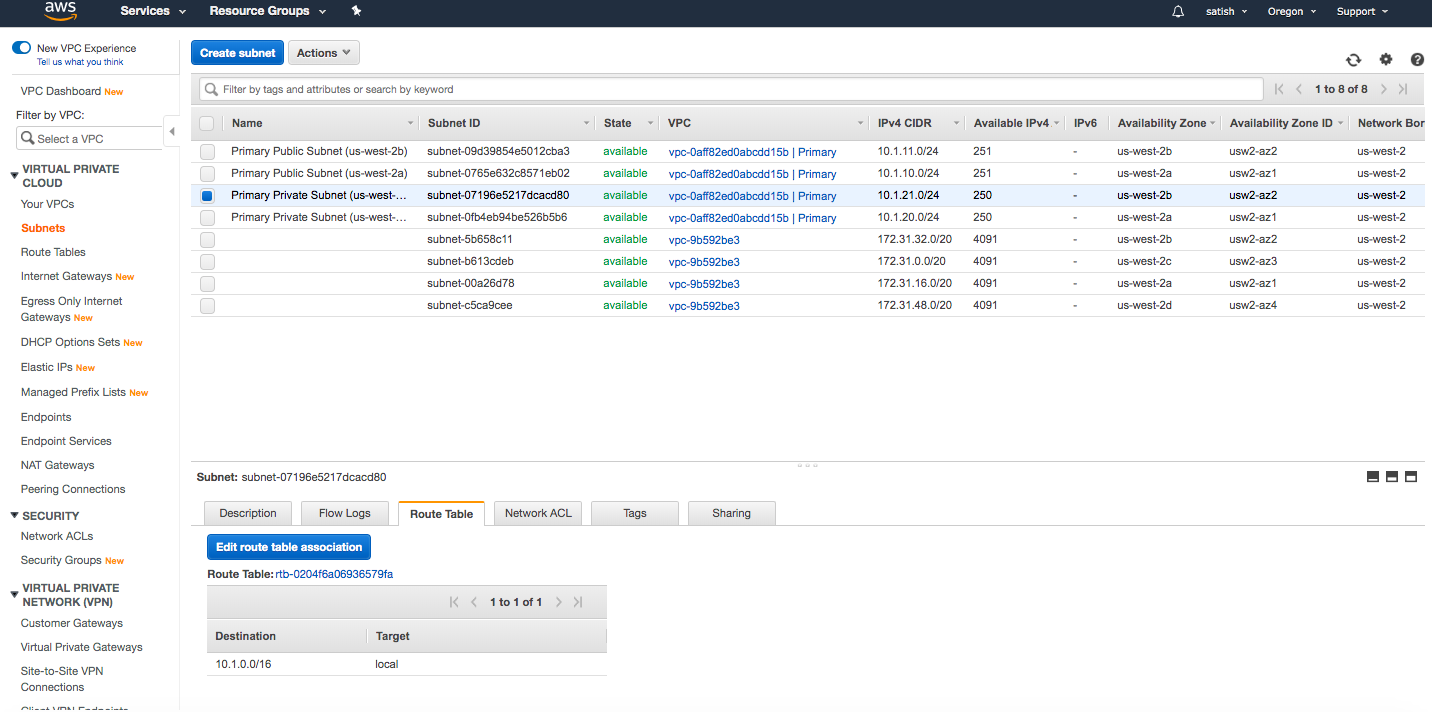 aws Services Resource Groups satish Oregon Support
New VPC Experience
Tell us what you think
VPC Dashboard New
Filter by VPC:
Select a VPC
VIRTUAL PRIVATE
CLOUD
Your VPCs
Subnets
Route Tables
Internet Gateways New
Egress Only Internet
Gateways New
DHCP Options Sets New
Elastic IPs New
Managed Prefix Lists New
Endpoints
Endpoint Services
NAT Gateways
Peering Connections
SECURITY
Network ACLs
Security Groups New
VIRTUAL PRIVATE
NETWORK (VPN)
Customer Gateways
Virtual Private Gateways
Site-to-Site VPN
Connections
Client VPN Endpoints
Create subnet Actions
Filter by tags and attributes or search by keyword 1 to 8 of 8
Name Subnet ID State VPC IPv4 CIDR Available IPv4 IPv6 Availability Zone Availability Zone ID Network Bor
Primary Public Subnet (us-west-2b) subnet-09d39854e5012cba3 available vpc-0aff82ed0abcdd15b | Primary 10.1.11.0/24 251 - us-west-2b usw2-az2 us-west-2
Primary Public Subnet (us-west-2a) subnet-0765e632c8571eb02 available vpc-0aff82ed0abcdd15b | Primary 10.1.10.0/24 251 - us-west-2a usw2-az1 us-west-2
Primary Private Subnet (us-west-... subnet-07196e5217dcacd80 available vpc-0aff82ed0abcdd15b | Primary 10.1.21.0/24 250 - us-west-2b usw2-az2 us-west-2
Primary Private Subnet (us-west-... subnet-0fb4eb94be526b5b6 available vpc-0aff82ed0abcdd15b | Primary 10.1.20.0/24 250 - us-west-2a usw2-az1 us-west-2
subnet-5b658c11 available vpc-9b592be3 172.31.32.0/20 4091 - us-west-2b usw2-az2 us-west-2
subnet-b613cdeb available vpc-9b592be3 172.31.0.0/20 4091 - us-west-2c usw2-az3 us-west-2
subnet-00a26d78 available vpc-9b592be3 172.31.16.0/20 4091 - us-west-2a usw2-az1 us-west-2
subnet-c5ca9cee available vpc-9b592be3 172.31.48.0/20 4091 - us-west-2d usw2-az4 us-west-2
Subnet: subnet-07196e5217dcacd80
Description Flow Logs Route Table Network ACL Tags Sharing
Edit route table association
Route Table: rtb-0204f6a06936579fa
1 to 1 of 1
Destination Target
10.1.0.0/16 local